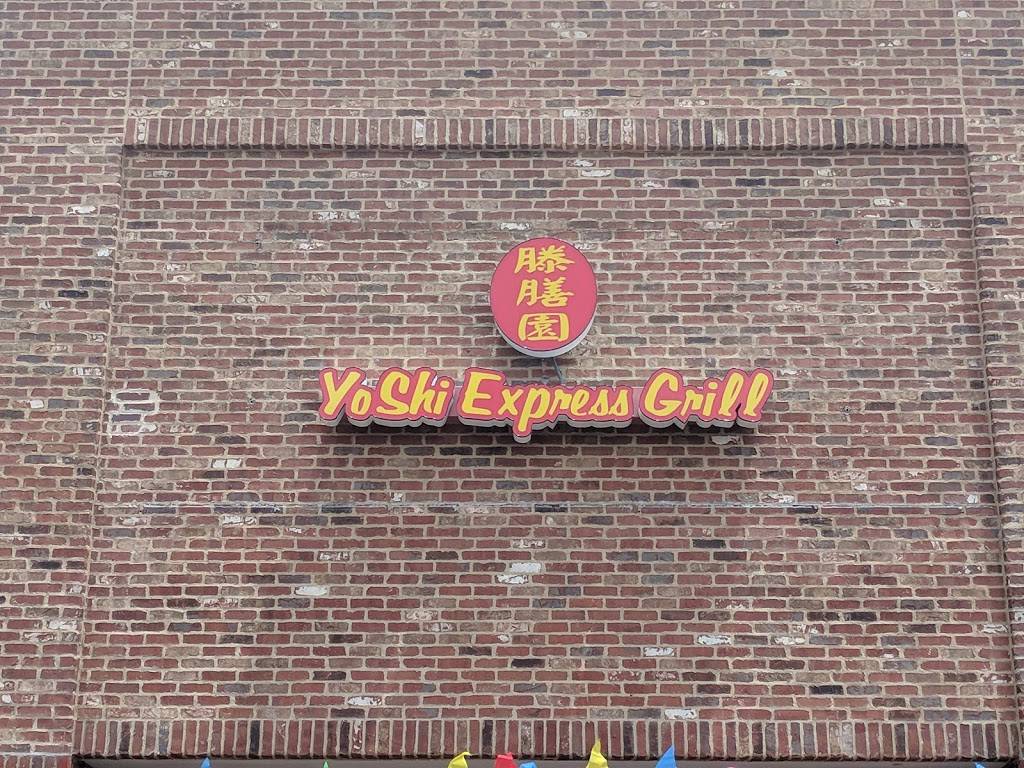 滕
膳
園
YoShi Express Grill